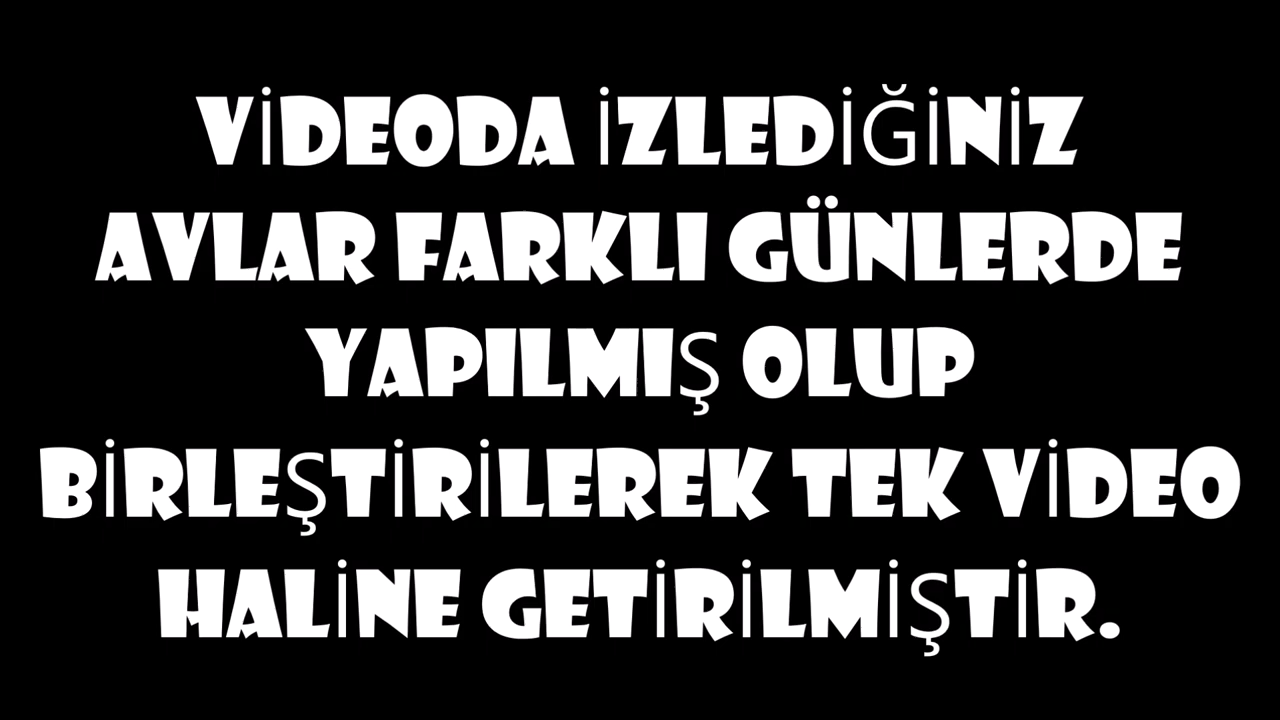 VİDEODA İZLEDİĞİNİZ
AVLAR FARKLI GÜNLERDE
YAPILMIŞ OLUP
BİRLEŞTİRİLEREK TEK VİDEO
HALİNE GETİRİLMİŞTİR.